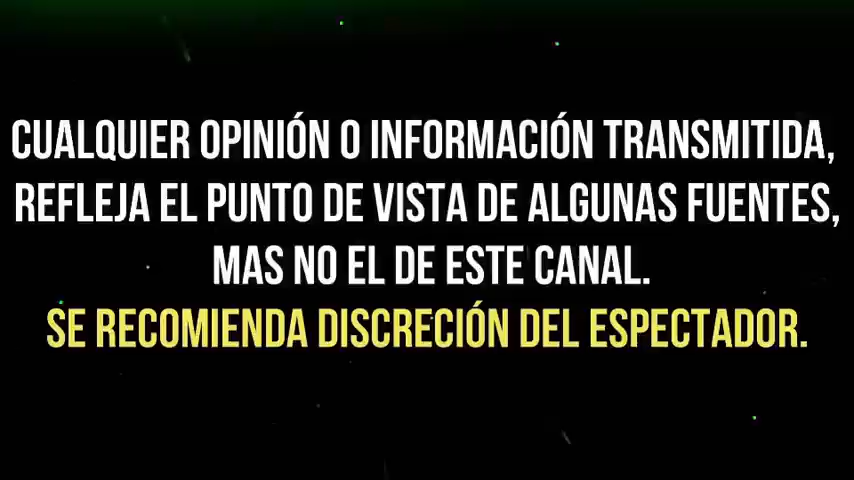 CUALQUIER OPINIÓN O INFORMACIÓN TRANSMITIDA,
REFLEJA EL PUNTO DE VISTA DE ALGUNAS FUENTES,
MAS NO EL DE ESTE CANAL.
SE RECOMIENDA DISCRECIÓN DEL ESPECTADOR.